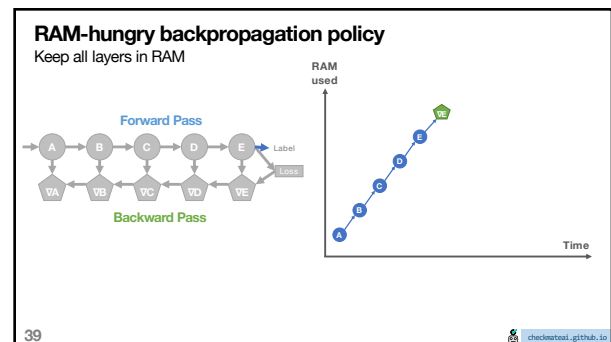 RAM-hungry backpropagation policy
Keep all layers in RAM
RAM
used
Forward Pass
A B C D E Label
Loss
∇A ∇B ∇C ∇D ∇E
Backward Pass
∇E
E
D
C
B
A
Time
39
checkmateai.github.io